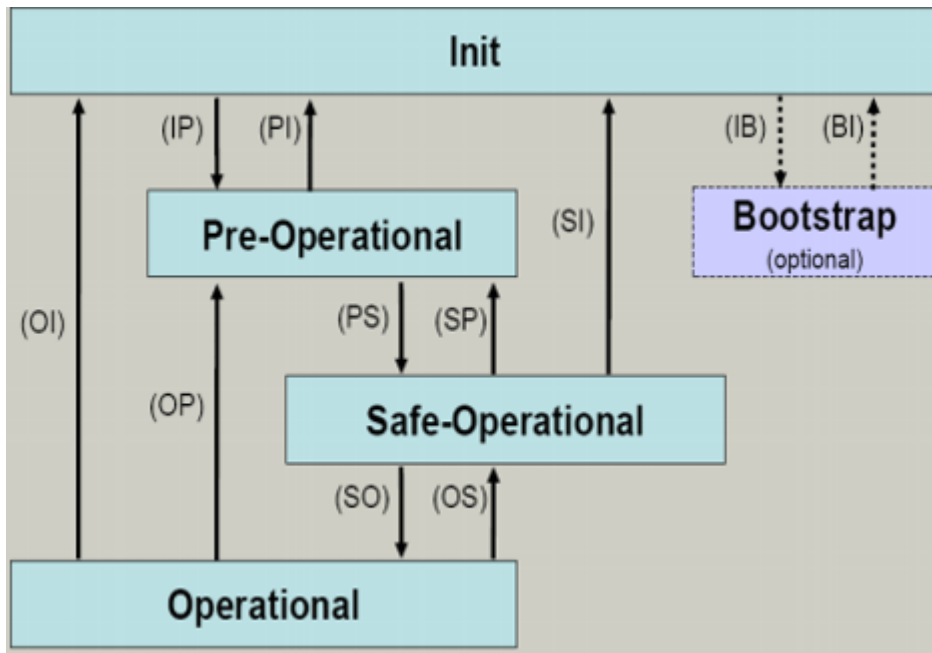 Init
(IP)
(PI)
(IB)
(BI)
Pre-Operational
(SI)
Bootstrap
(optional)
(OI)
(PS)
(SP)
(OP)
Safe-Operational
(SO)
(OS)
Operational